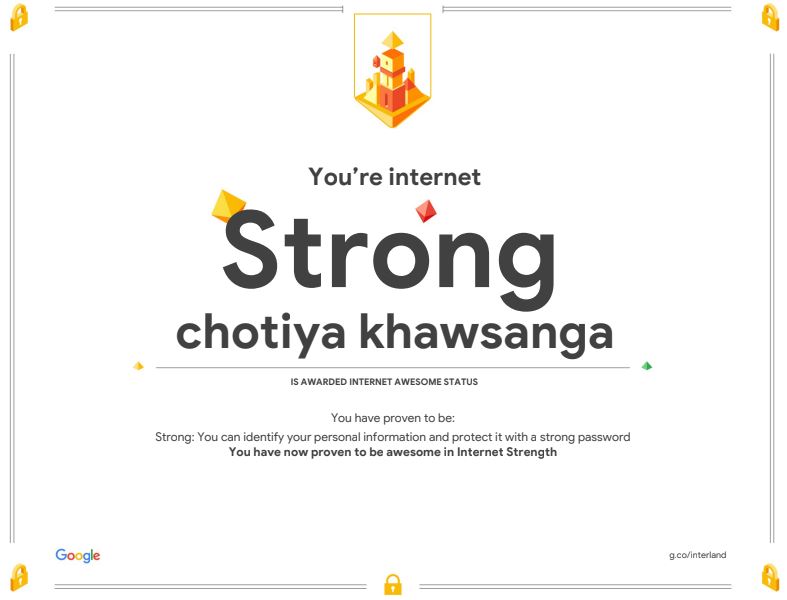 You’re internet
Strong
chotiya khawsanga
IS AWARDED INTERNET AWESOME STATUS
You have proven to be:
Strong: You can identify your personal information and protect it with a strong password
You have now proven to be awesome in Internet Strength
Google
g.co/interland